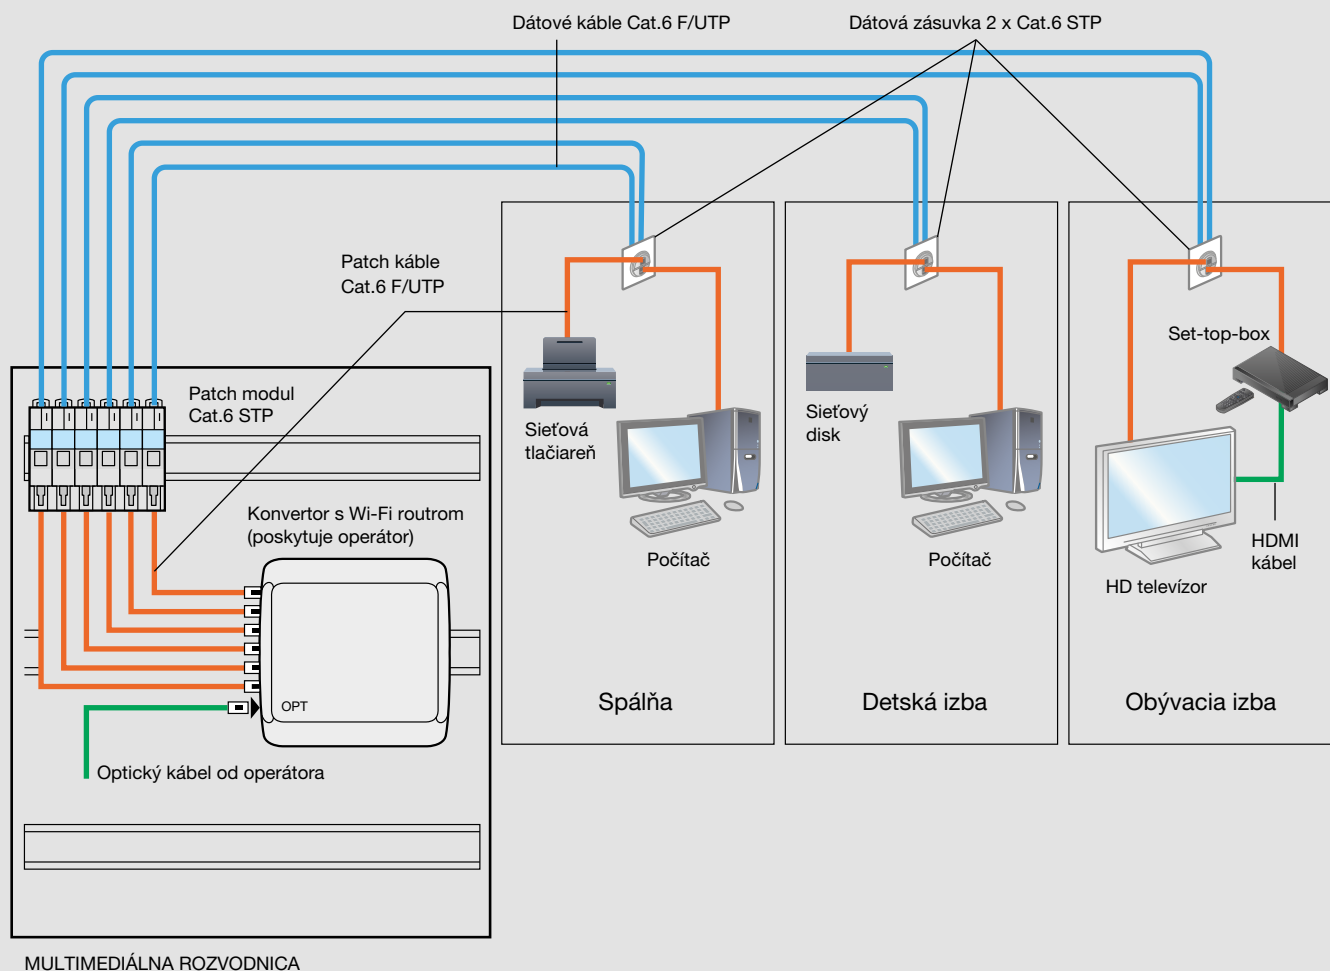 Dátové káble Cat.6 F/UTP
Dátová zásuvka 2 x Cat.6 STP
Patch káble
Cat.6 F/UTP
Set-top-box
Patch modul
Cat.6 STP
Sieťová
tlačiareň
Sieťový
disk
Konvertor s Wi-Fi routrom
(poskytuje operátor)
Počítač
Počítač
HDMI
kábel
HD televízor
Spálňa
Detská izba
Obývacia izba
OPT
Optický kábel od operátora
MULTIMEDIÁLNA ROZVODNICA